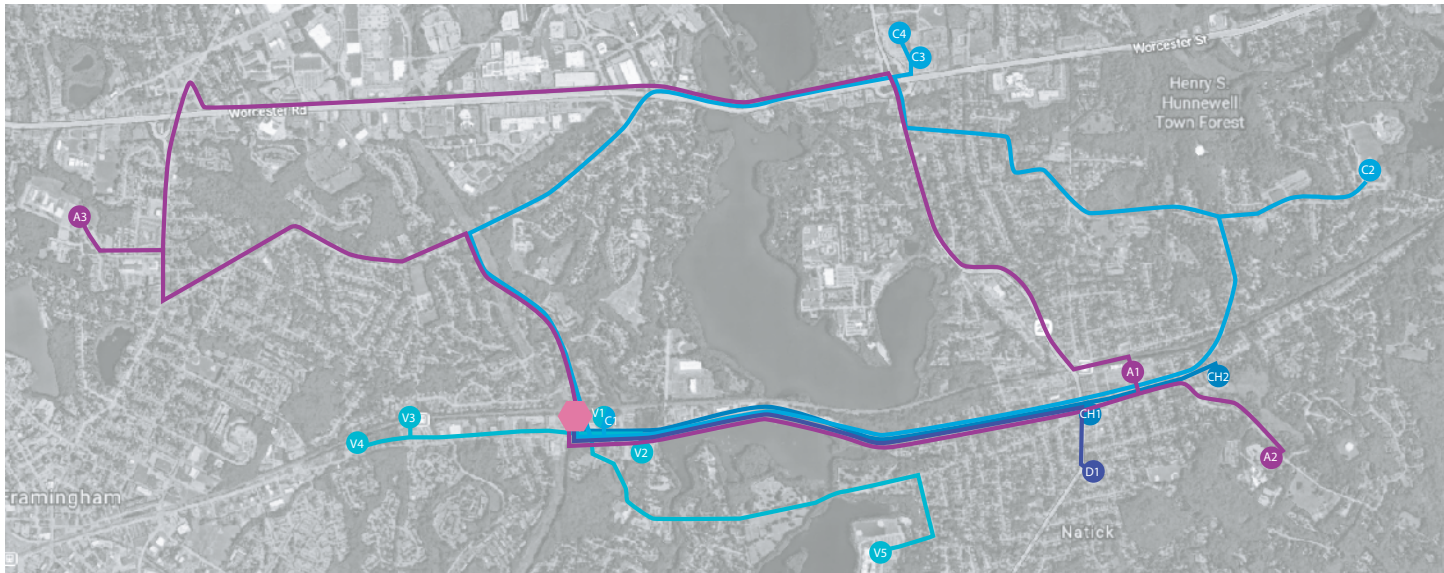 C4
C3
Worcester St
Henry S.
Hunnewell
Town Forest
Worcester Rd
C2
A3
A1
CH2
V1
C1
CH1
V3
V4
V2
A2
D1
Framingham
Natick
V5